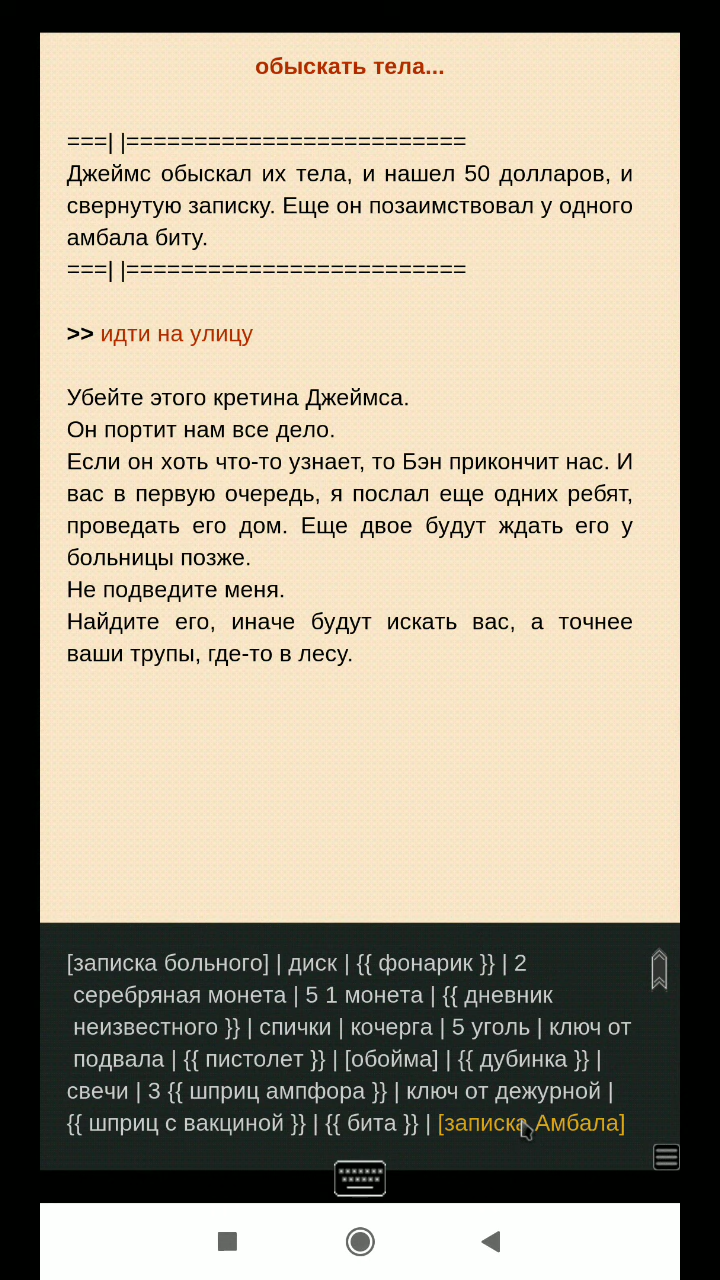 обыскать тела...
===| |=========================
Джеймс обыскал их тела, и нашел 50 долларов, и
свернутую записку. Еще он позаимствовал у одного
амбала биту.
===| |=========================
>> идти на улицу
Убейте этого кретина Джеймса.
Он портит нам все дело.
Если он хоть что-то узнает, то Бэн прикончит нас. И
вас в первую очередь, я послал еще одних ребят,
проведать его дом. Еще двое будут ждать его у
больницы позже.
Не подведите меня.
Найдите его, иначе будут искать вас, а точнее
ваши трупы, где-то в лесу.
[записка больного] | диск | {{ фонарик }} | 2
серебряная монета | 5 1 монета | {{ дневник
неизвестного }} | спички | кочерга | 5 уголь | ключ от
подвала | {{ пистолет }} | [обойма] | {{ дубинка }} |
свечи | 3 {{ шприц ампфора }} | ключ от дежурной |
{{ шприц с вакциной }} | {{ бита }} | [записка Амбала]